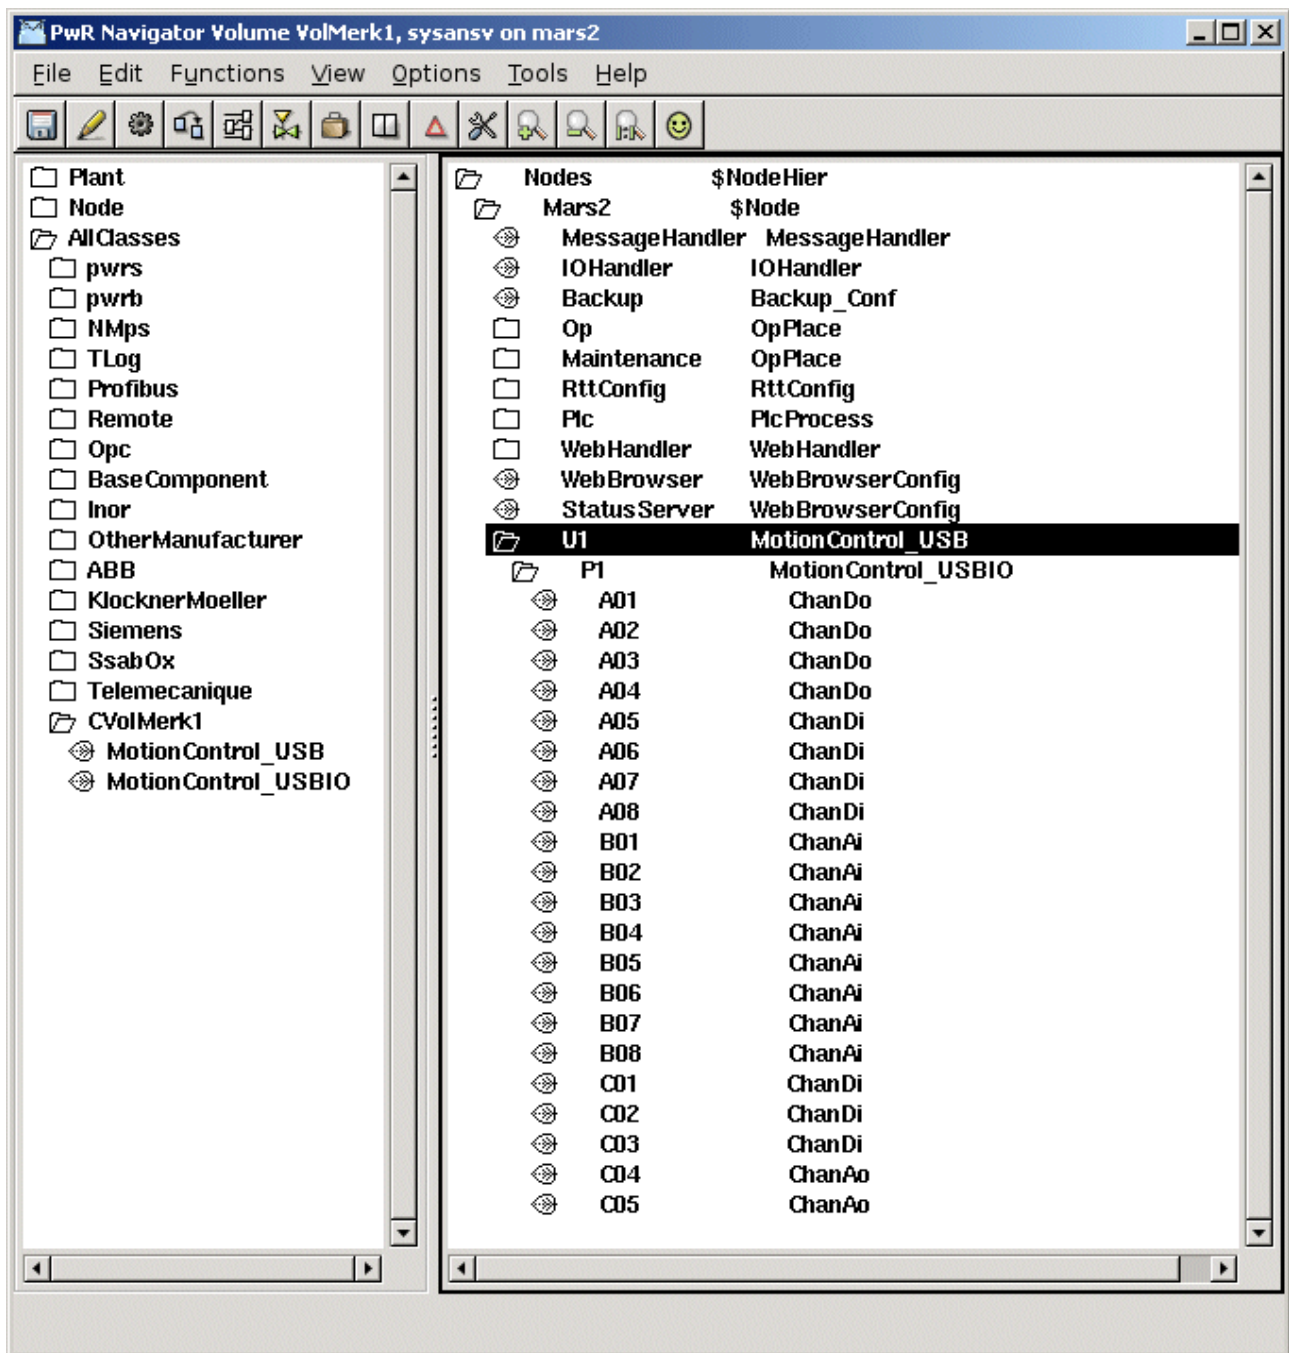 PwR Navigator Volume VolMerk1, sysansv on mars2
File Edit Functions View Options Tools Help
Plant
Node
AllClasses
pwrs
pwrb
NMps
TLog
Profibus
Remote
Opc
BaseComponent
Inor
OtherManufacturer
ABB
KlocknerMoeller
Siemens
SsabOx
Telemecanique
CVolMerk1
MotionControl_USB
MotionControl_USBIO
Nodes $NodeHier
Mars2 $Node
MessageHandler MessageHandler
IOHandler IOHandler
Backup Backup_Conf
Op OpPlace
Maintenance OpPlace
RttConfig RttConfig
Plc PlcProcess
WebHandler WebHandler
WebBrowser WebBrowserConfig
StatusServer WebBrowserConfig
U1 MotionControl_USB
P1 MotionControl_USBIO
A01 ChanDo
A02 ChanDo
A03 ChanDo
A04 ChanDo
A05 ChanDi
A06 ChanDi
A07 ChanDi
A08 ChanDi
B01 ChanAi
B02 ChanAi
B03 ChanAi
B04 ChanAi
B05 ChanAi
B06 ChanAi
B07 ChanAi
B08 ChanAi
C01 ChanDi
C02 ChanDi
C03 ChanDi
C04 ChanAo
C05 ChanAo